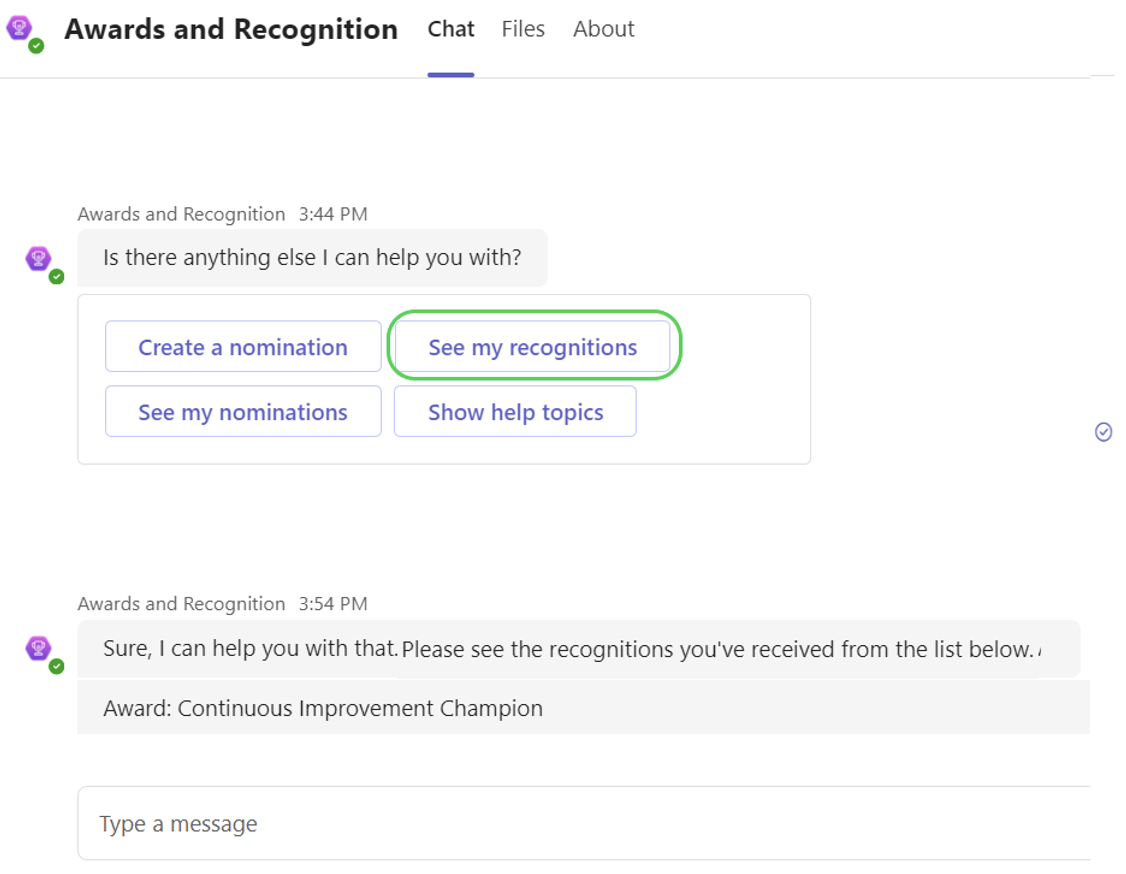 Awards and Recognition Chat Files About
Awards and Recognition 3:44 PM
Is there anything else I can help you with?
Create a nomination See my recognitions
See my nominations Show help topics
Awards and Recognition 3:54 PM
Sure, I can help you with that. Please see the recognitions you've received from the list below.
Award: Continuous Improvement Champion
Type a message